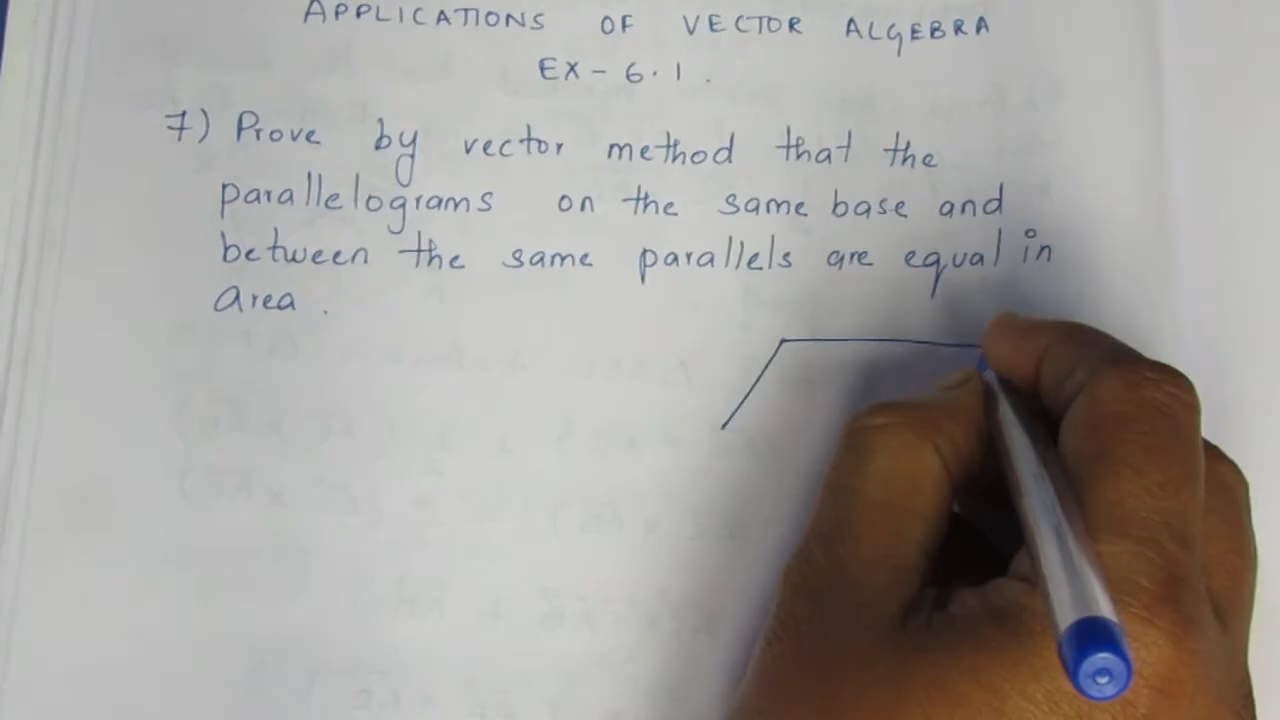 APPLICATIONS OF VECTOR ALGEBRA
EX - 6.1.
7) Prove by vector method that the
parallelograms on the same base and
between the same parallels are equal in
area.